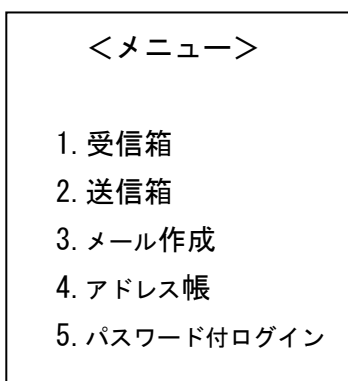 ＜メニュー＞
1. 受信箱
2. 送信箱
3. メール作成
4. アドレス帳
5. パスワード付ログイン